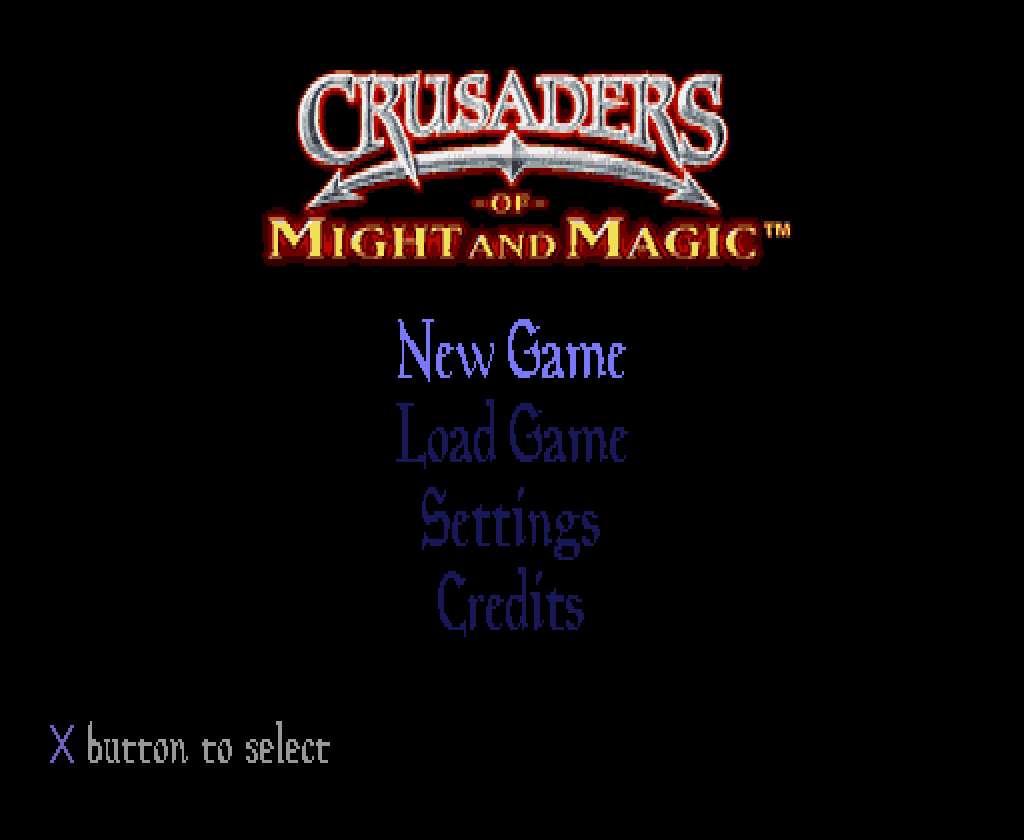 CRUSADERS
-OF-
MIGHT AND MAGIC™
New Game
Load Game
Settings
Credits
X button to select